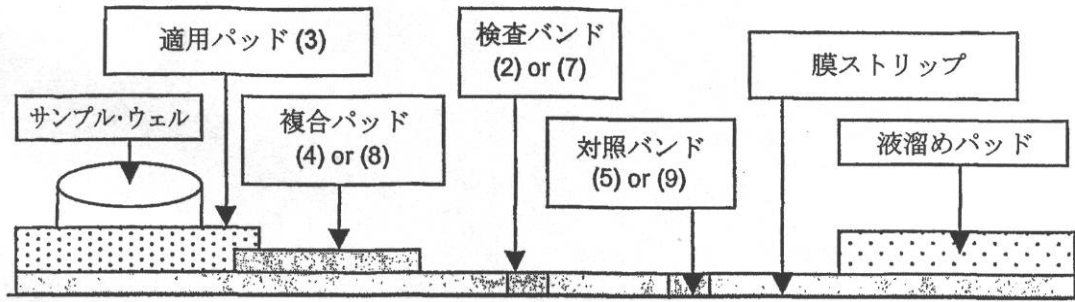 適用パッド (3)
サンプル・ウェル
複合パッド
(4) or (8)
検査バンド
(2) or (7)
対照バンド
(5) or (9)
膜ストリップ
液溜めパッド